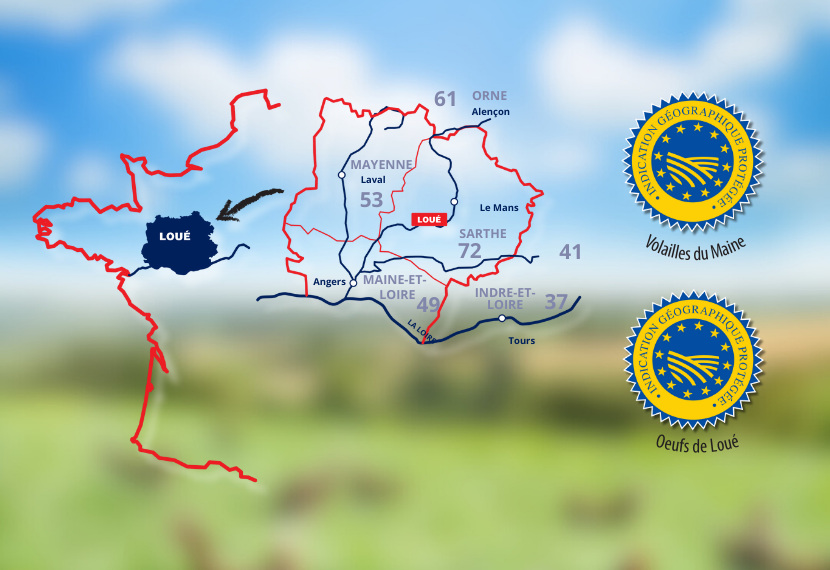 LOUÉ
61 ORNE
Alençon
MAYENNE
Laval
53
LOUÉ
Le Mans
SARTHE
72
41
Angers
MAINE-ET-
LOIRE
49
INDRE-ET-
LOIRE
37
LA LOIRE
Tours
INDICATION GÉOGRAPHIQUE PROTÉGÉE
Volailles du Maine
INDICATION GÉOGRAPHIQUE PROTÉGÉE
Oeufs de Loué